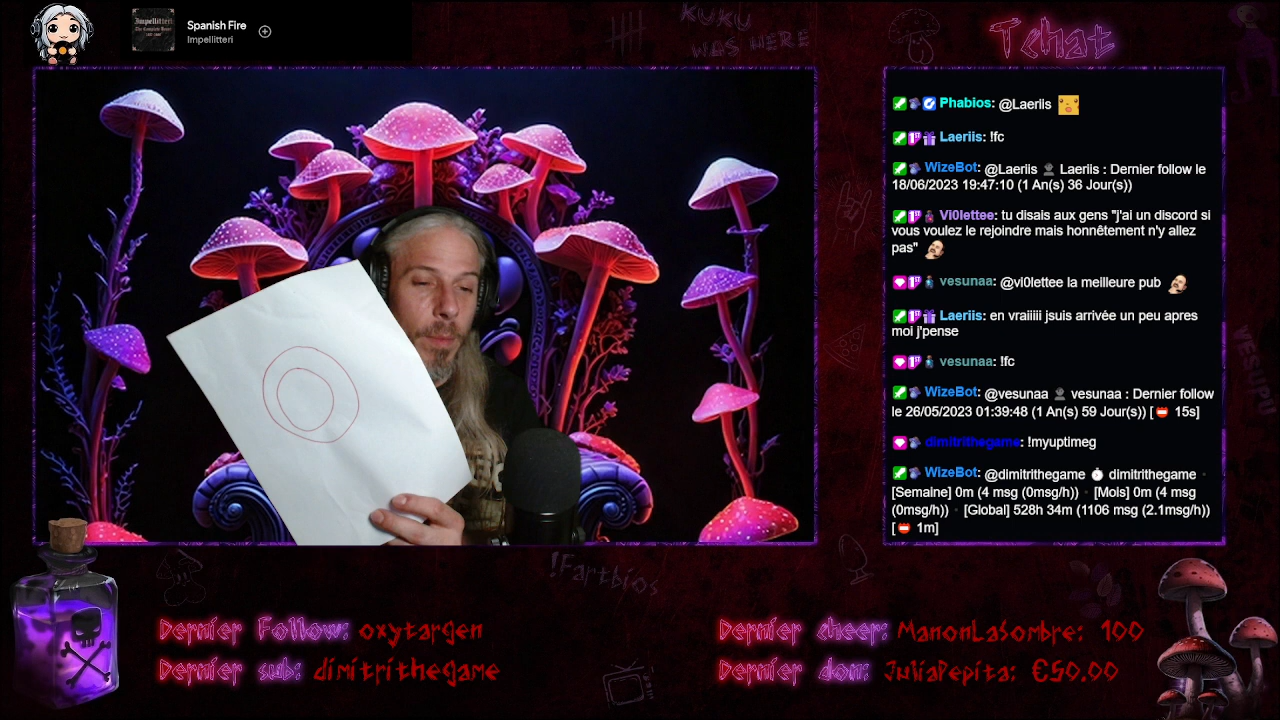 Spanish Fire
Impellitteri
Impellitteri
KUKU
WAS HERE
Tchat
Phabios: @Laeriis
Laeriis: !fc
WizeBot: @Laeriis Laeriis : Dernier follow le
18/06/2023 19:47:10 (1 An(s) 36 Jour(s))
Vi0lettee: tu disais aux gens "j'ai un discord si
vous voulez le rejoindre mais honnêtement n'y allez
pas"
vesunaa: @vl0lettee la meilleure pub
Laeriis: en vraiiiii jsuis arrivée un peu apres
moi j'pense
vesunaa: !fc
WizeBot: @vesunaa vesunaa : Dernier follow
le 26/05/2023 01:39:48 (1 An(s) 59 Jour(s)) [ 15s]
dimitrithegame: !myuptimeg
WizeBot: @dimitrithegame dimitrithegame ·
[Semaine] 0m (4 msg (0msg/h)) · [Mois] 0m (4 msg
(0msg/h)) · [Global] 528h 34m (1106 msg (2.1msg/h))
[ 1m]
VESUPU
!Fartbios
Dernier Follow: oxytargen
Dernier sub: dimitrithegame
Dernier cheer: ManonLaSombre: 100
Dernier don: JuliaPepita: €50.00